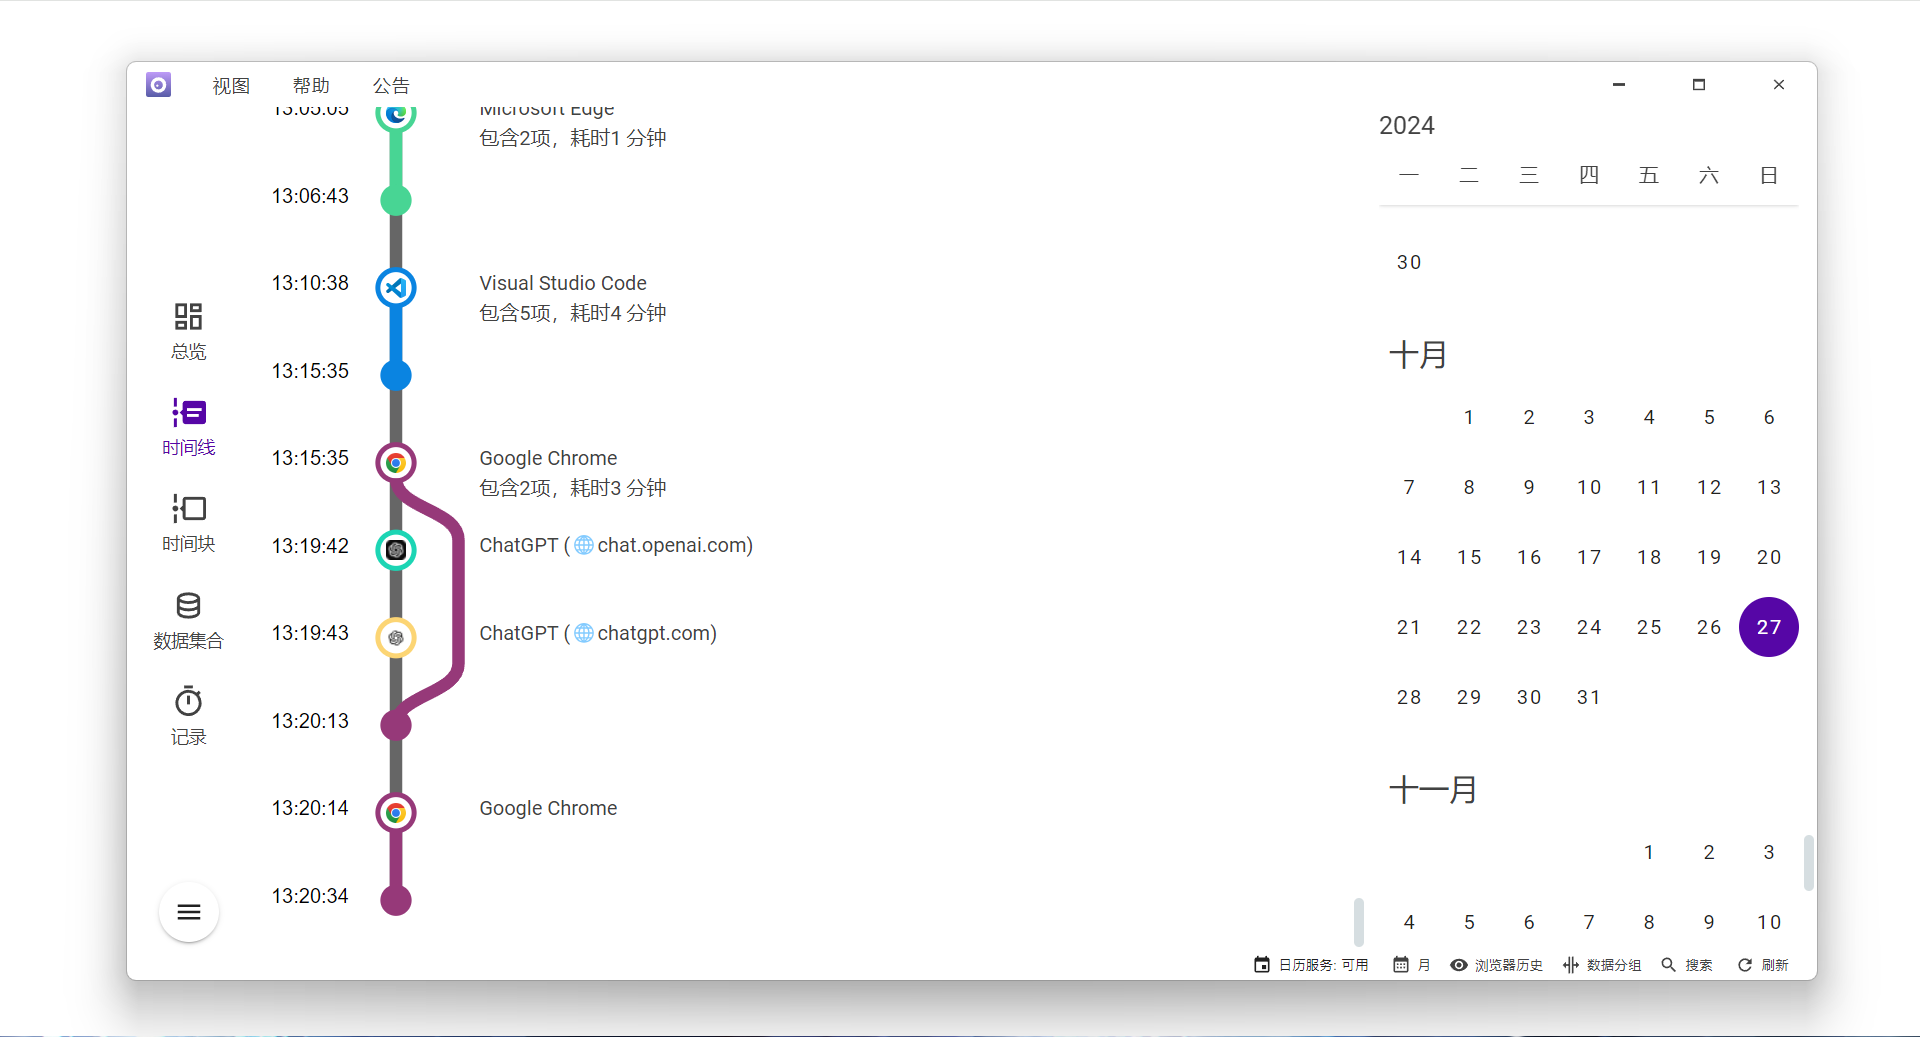 视图 帮助 公告
13:05:05 Microsoft Edge
包含2项，耗时1 分钟
13:06:43
13:10:38 Visual Studio Code
包含5项，耗时4 分钟
13:15:35
13:15:35 Google Chrome
包含2项，耗时3 分钟
13:19:42 ChatGPT (🌐chat.openai.com)
13:19:43 ChatGPT (🌐chatgpt.com)
13:20:13
13:20:14 Google Chrome
13:20:34
总览
时间线
时间块
数据集合
记录
2024
一 二 三 四 五 六 日
30
十月
1 2 3 4 5 6
7 8 9 10 11 12 13
14 15 16 17 18 19 20
21 22 23 24 25 26 27
28 29 30 31
十一月
1 2 3
4 5 6 7 8 9 10
日历服务: 可用 月 浏览器历史 数据分组 搜索 刷新